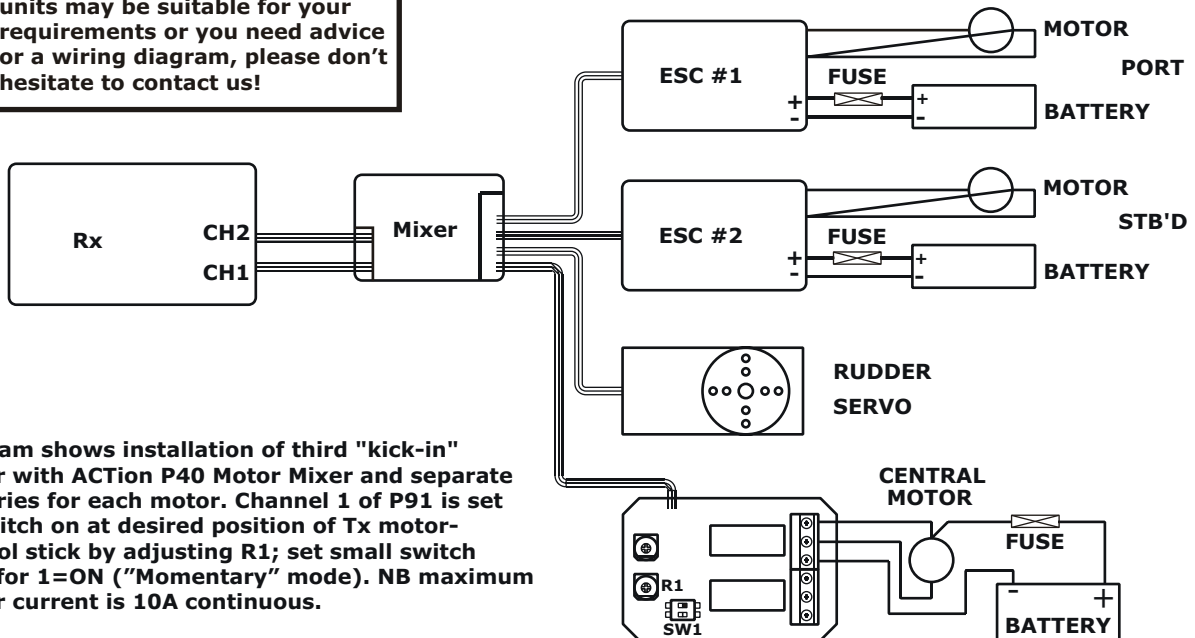 units may be suitable for your
requirements or you need advice
or a wiring diagram, please don't
hesitate to contact us!
MOTOR
PORT
ESC #1
FUSE
+
-
+
-
BATTERY
Rx
CH2
CH1
Mixer
MOTOR
STB'D
ESC #2
FUSE
+
-
+
-
BATTERY
RUDDER
SERVO
am shows installation of third "kick-in"
r with ACTion P40 Motor Mixer and separate
ries for each motor. Channel 1 of P91 is set
itch on at desired position of Tx motor-
ol stick by adjusting R1; set small switch
for 1=ON ("Momentary" mode). NB maximum
r current is 10A continuous.
CENTRAL
MOTOR
FUSE
R1
SW1
-
+
BATTERY